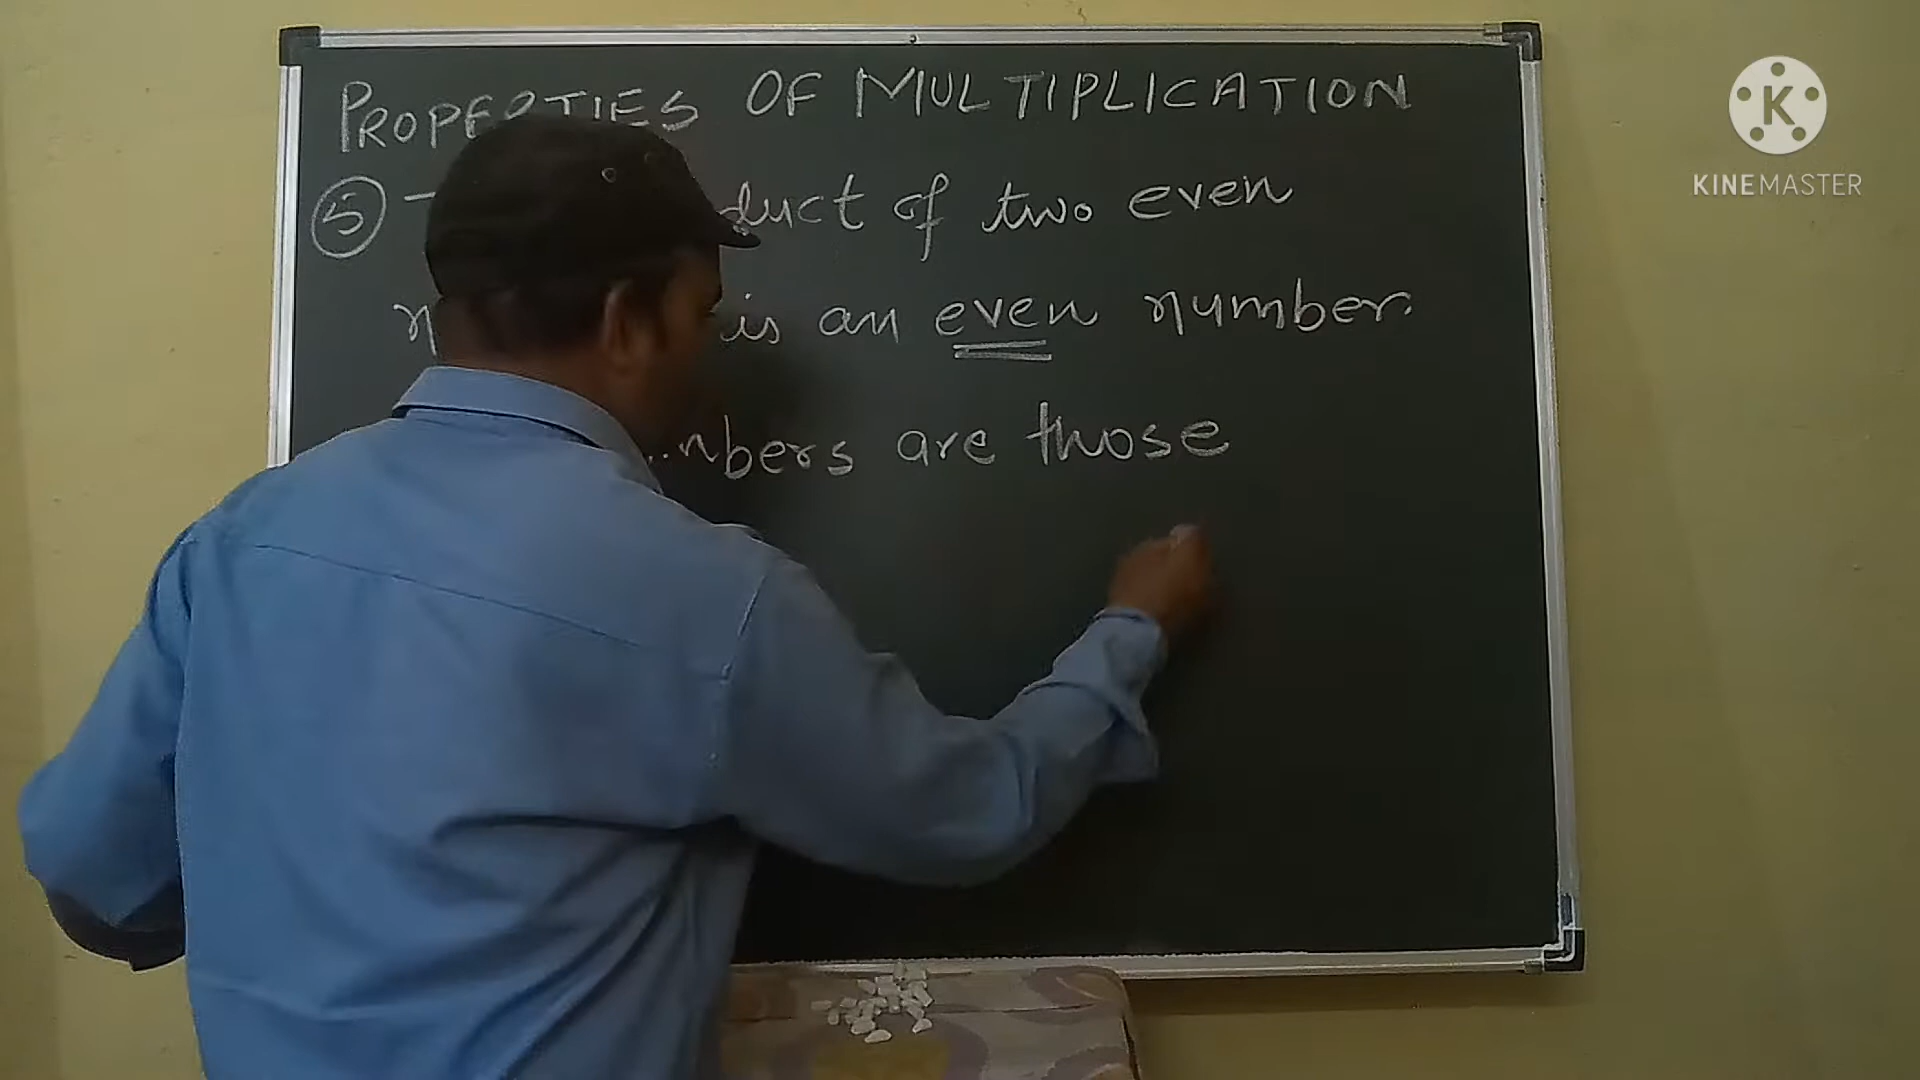 PROPERTIES OF MULTIPLICATION
5 duct of two even
is an even number.
nbers are those
K
KINEMASTER